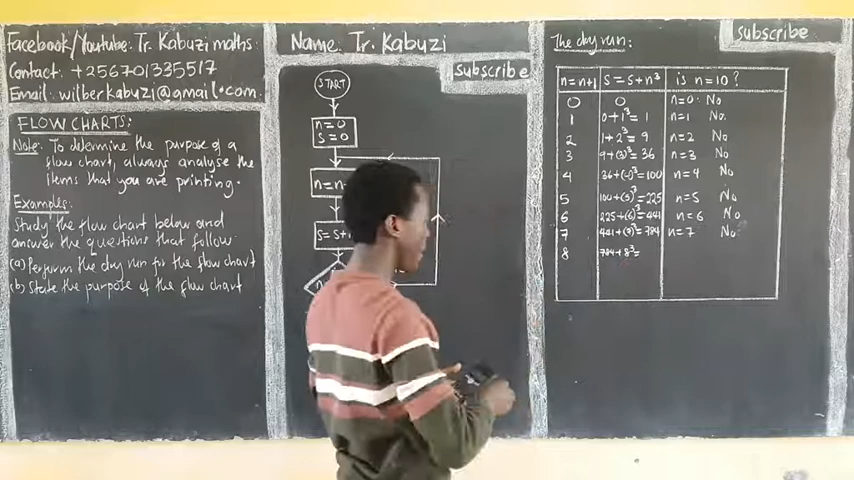 Facebook/Youtube: Tr. Kabuzi maths
Contact: +256701335517
Email: wilberkabuzi@gmail.com
FLOW CHARTS:
Note: To determine the purpose of a
flow chart, always analyse the
items that you are printing.
Examples
Study the flow chart below and
answer the questions that follow
(a) Perform the dry run for the flow chart
(b) State the purpose of the flow chart
Name: Tr. Kabuzi
Subscribe
START
n=0
S=0
The dry run:
Subscribe
n=n+1 S=S+n³ is n=10?
0 0 n=0 No
1 0+1³=1 n=1 No.
2 1+2³=9 n=2 No
3 9+(3)³=36 n=3 No
4 =100 n=4 No
5 100+(5)³=225 n=5 No
6 225+(6)³=441 n=6 No
7 =784 n=7 No
8 784+8³=